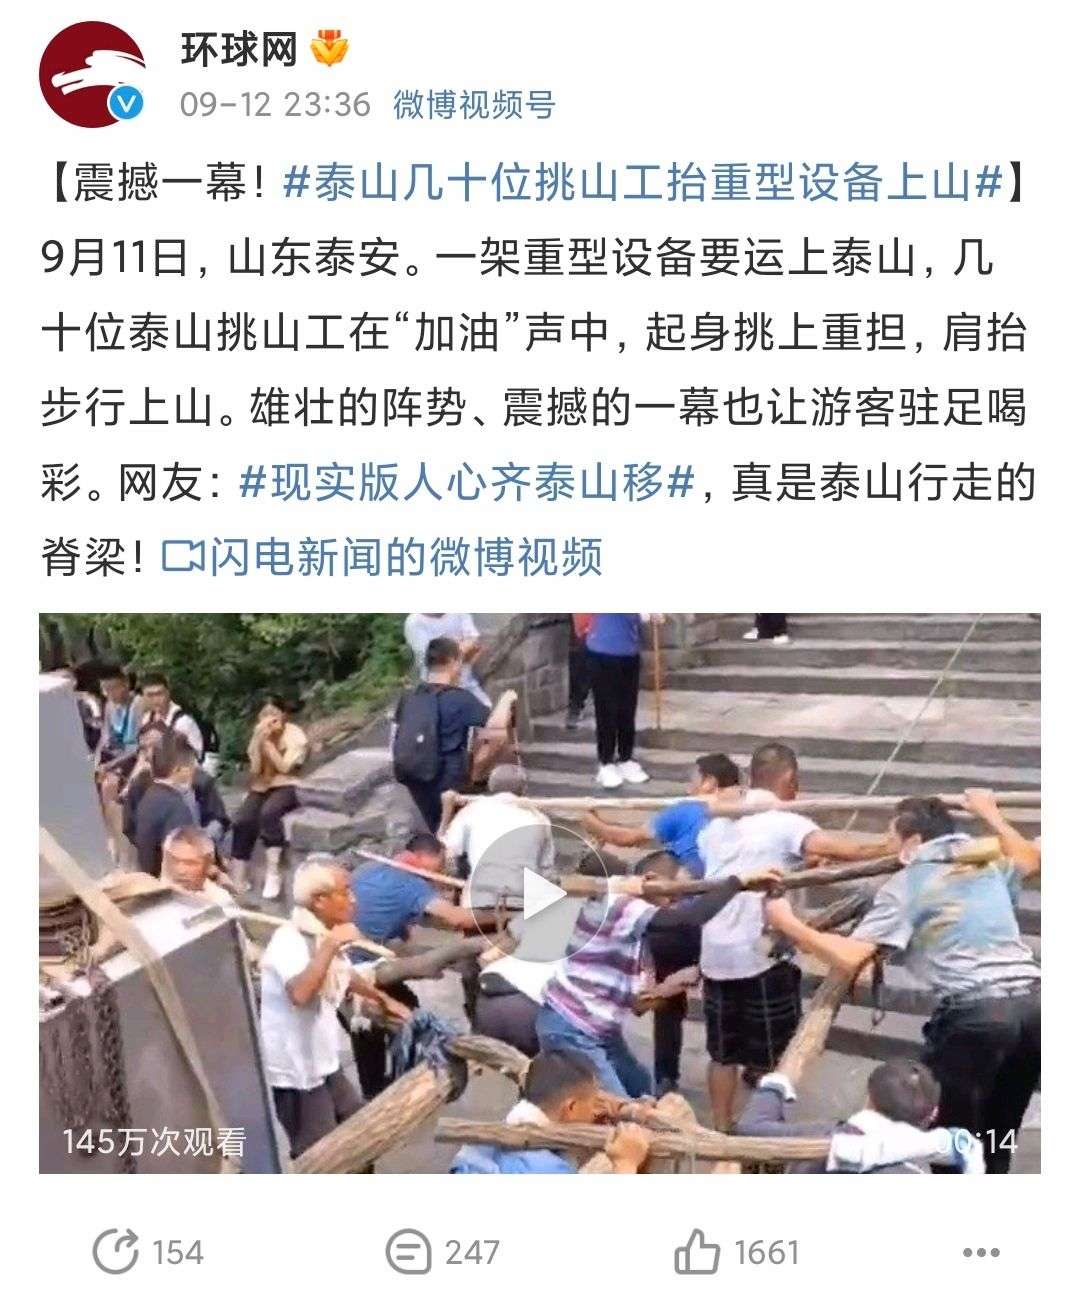 环球网
09-12 23:36 微博视频号
【震撼一幕！#泰山几十位挑山工抬重型设备上山#】
9月11日，山东泰安。一架重型设备要运上泰山，几
十位泰山挑山工在“加油”声中，起身挑上重担，肩抬
步行上山。雄壮的阵势、震撼的一幕也让游客驻足喝
彩。网友：#现实版人心齐泰山移#，真是泰山行走的
脊梁！闪电新闻的微博视频
145万次观看
00:14
154
247
1661